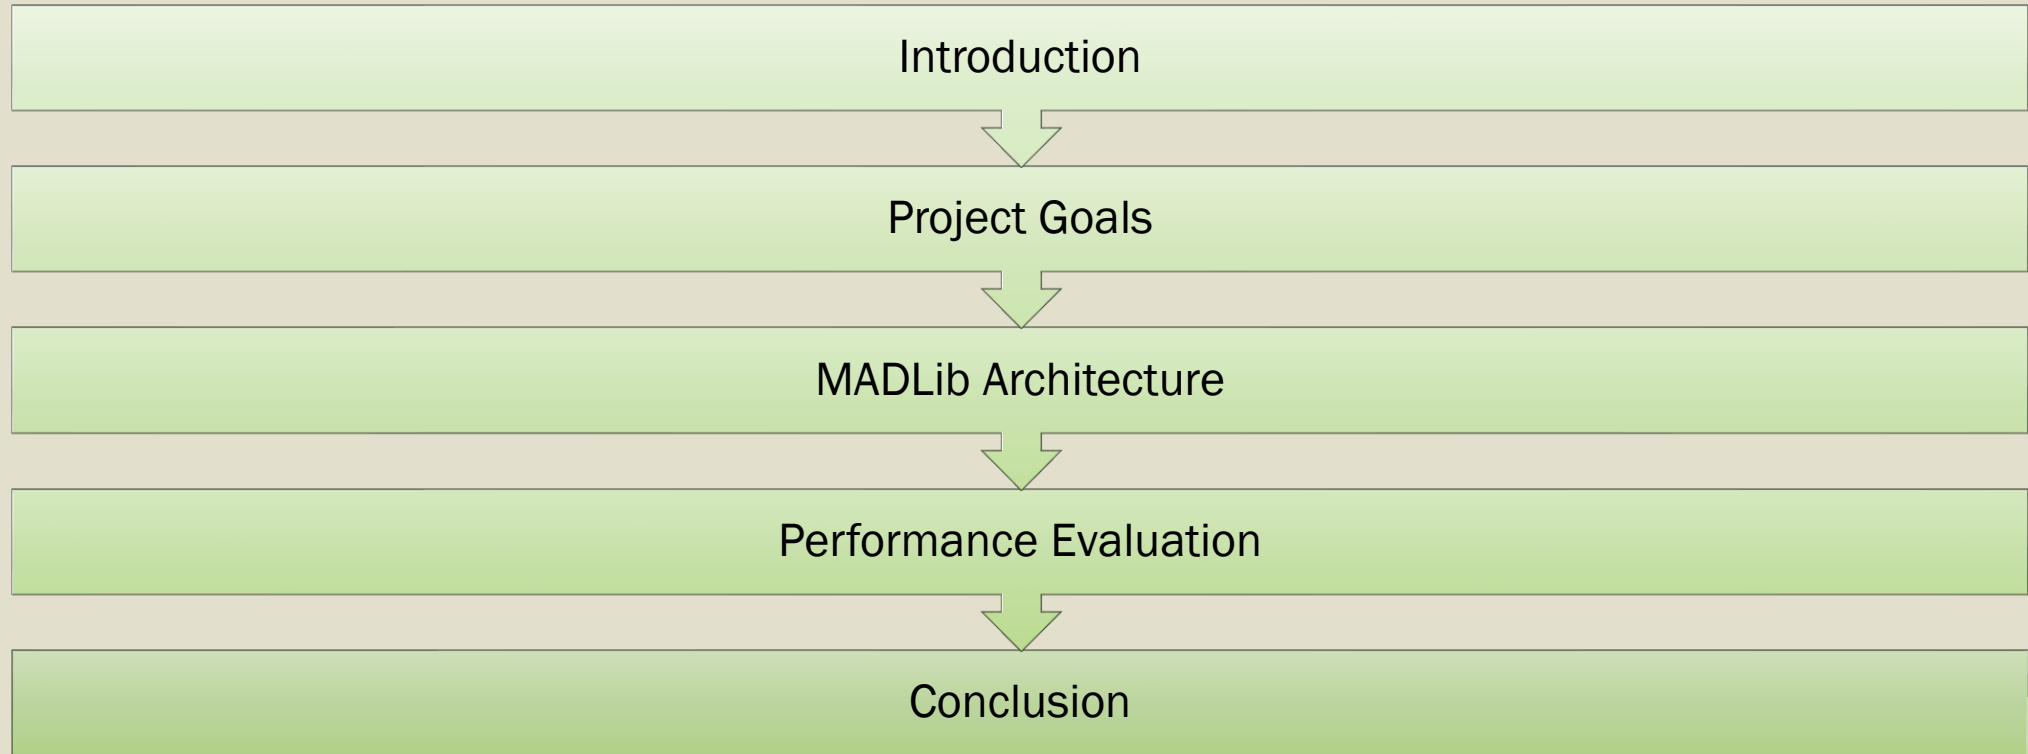 Introduction
Project Goals
MADLib Architecture
Performance Evaluation
Conclusion